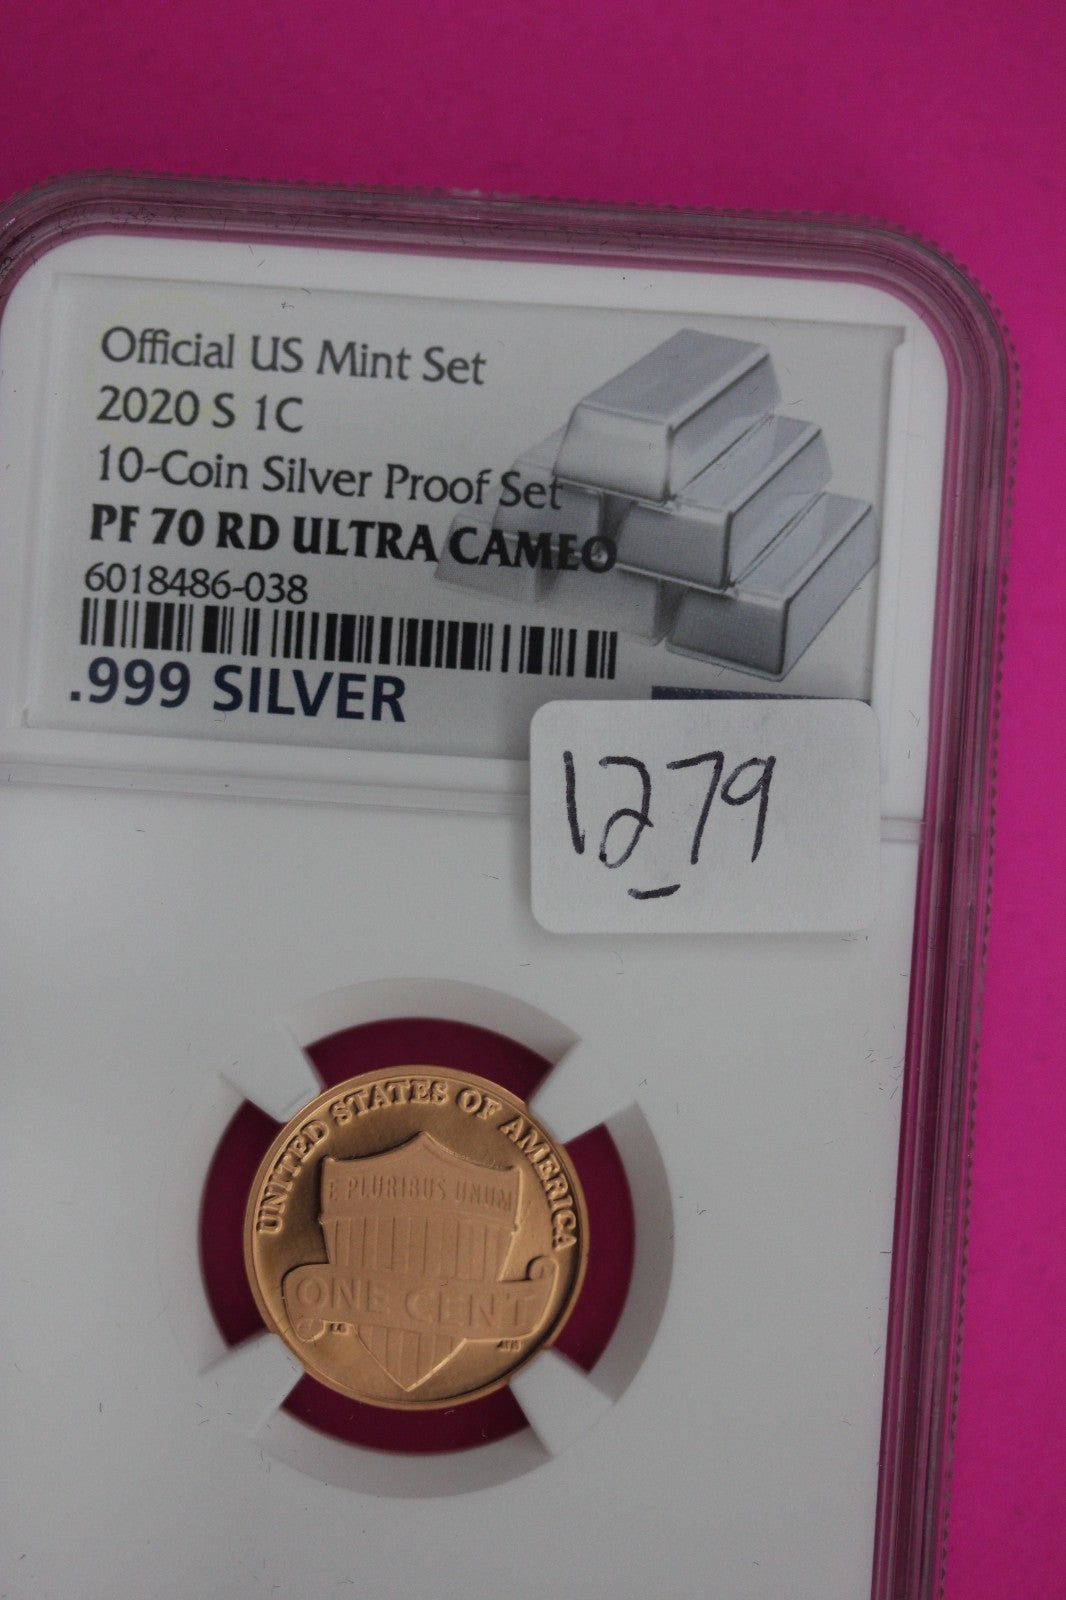 Official US Mint Set
2020 S 1C
10-Coin Silver Proof Set
PF 70 RD ULTRA CAMEO
6018486-038
.999 SILVER
1279
UNITED STATES OF AMERICA
E PLURIBUS UNUM
ONE CENT